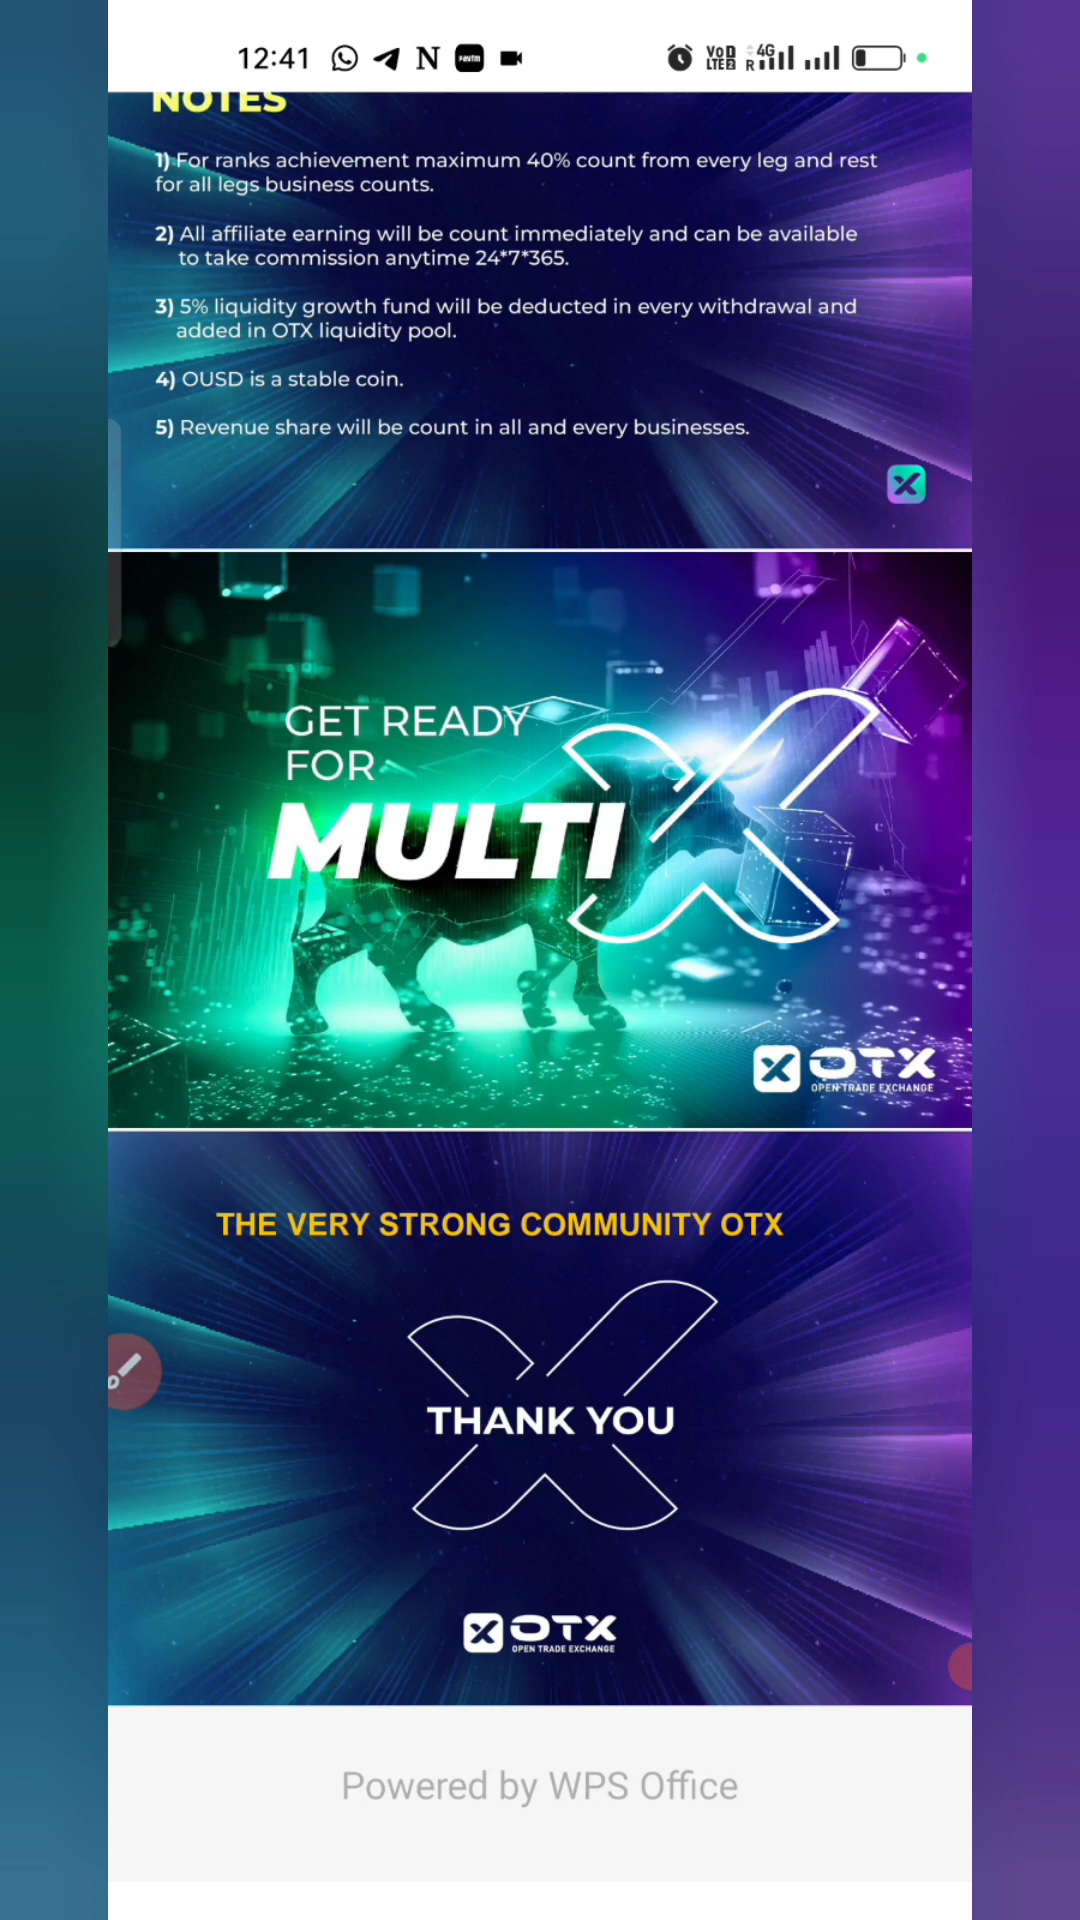 12:41
N
paytm
VoD
LTE2
4G
R
NOTES
1) For ranks achievement maximum 40% count from every leg and rest
for all legs business counts.
2) All affiliate earning will be count immediately and can be available
to take commission anytime 24*7*365.
3) 5% liquidity growth fund will be deducted in every withdrawal and
added in OTX liquidity pool.
4) OUSD is a stable coin.
5) Revenue share will be count in all and every businesses.
GET READY
FOR
MULTI X
OTX
OPEN TRADE EXCHANGE
THE VERY STRONG COMMUNITY OTX
THANK YOU
OTX
OPEN TRADE EXCHANGE
Powered by WPS Office